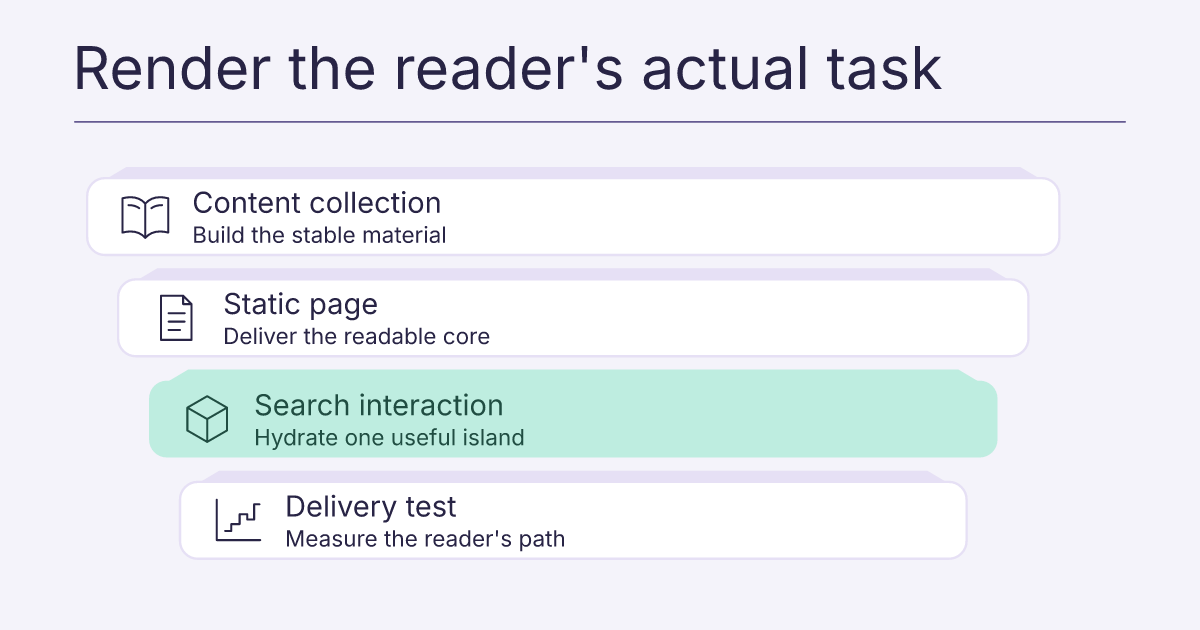 Render the reader's actual task
Content collection
Build the stable material
Static page
Deliver the readable core
Search interaction
Hydrate one useful island
Delivery test
Measure the reader's path